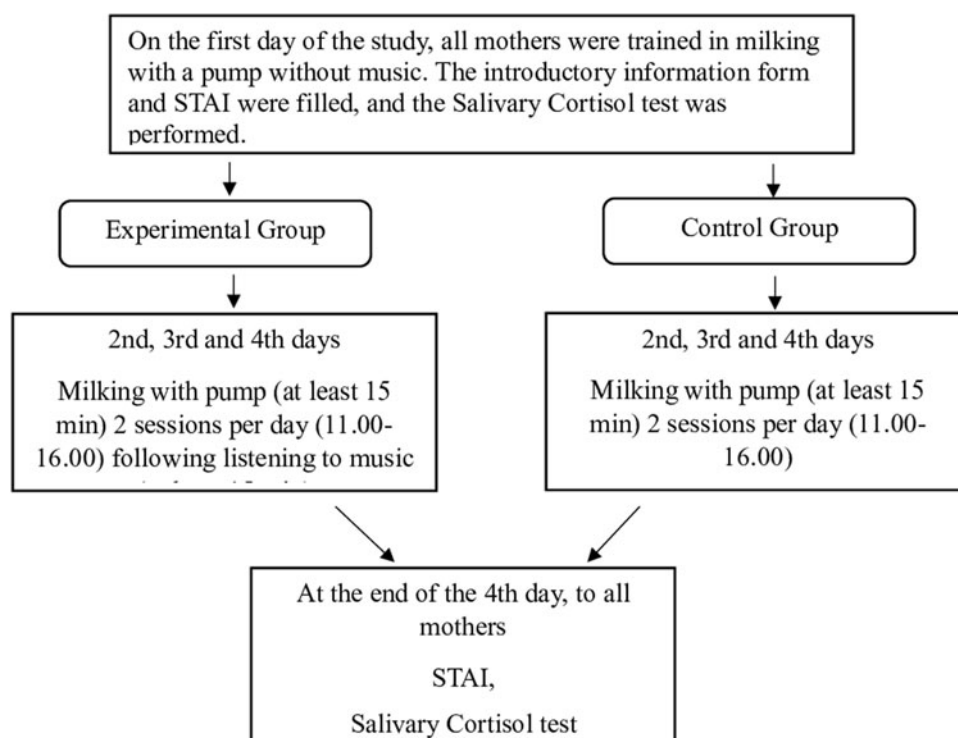 On the first day of the study, all mothers were trained in milking
with a pump without music. The introductory information form
and STAI were filled, and the Salivary Cortisol test was
performed.
Experimental Group
Control Group
2nd, 3rd and 4th days
Milking with pump (at least 15
min) 2 sessions per day (11.00-
16.00) following listening to music
2nd, 3rd and 4th days
Milking with pump (at least 15
min) 2 sessions per day (11.00-
16.00)
At the end of the 4th day, to all
mothers
STAI,
Salivary Cortisol test